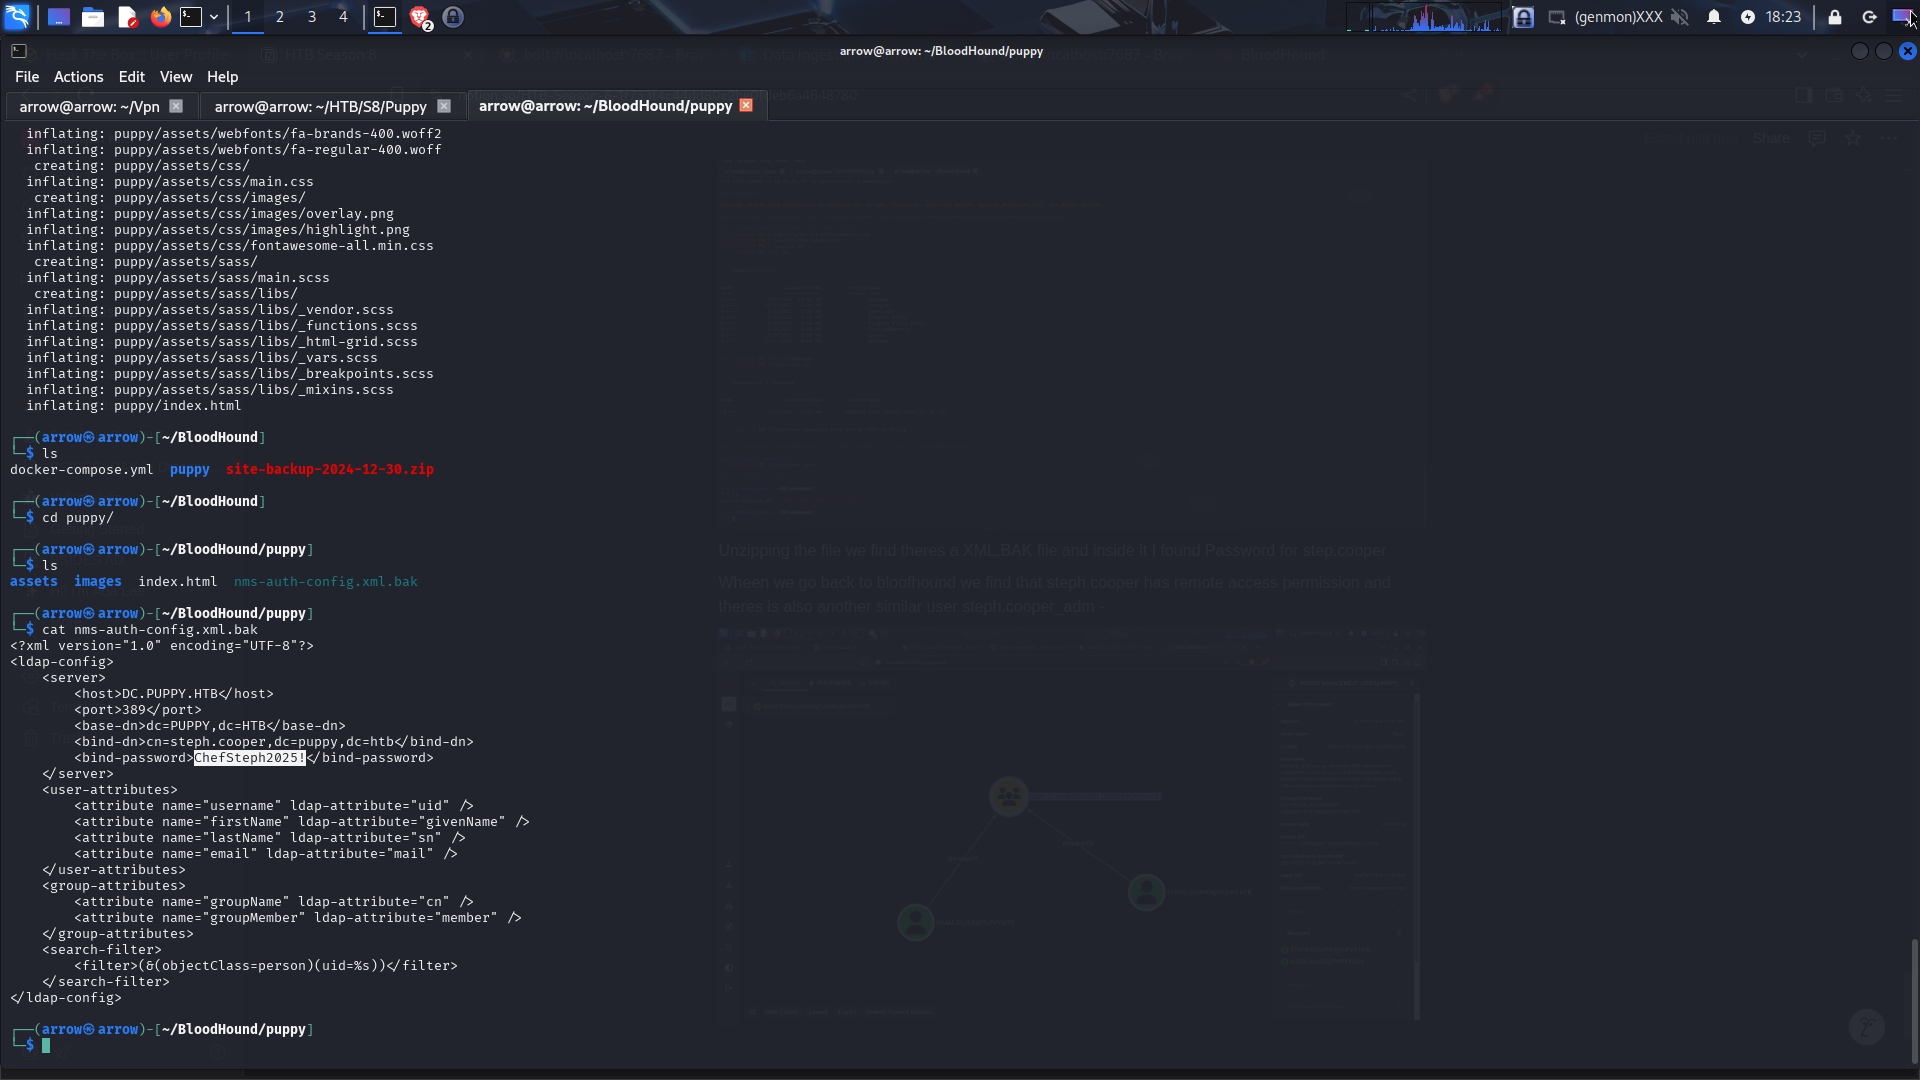 1 2 3 4
2
(genmon)XXX
18:23
arrow@arrow: ~/BloodHound/puppy
File Actions Edit View Help
arrow@arrow: ~/Vpn
arrow@arrow: ~/HTB/S8/Puppy
arrow@arrow: ~/BloodHound/puppy
inflating: puppy/assets/webfonts/fa-brands-400.woff2
inflating: puppy/assets/webfonts/fa-regular-400.woff
creating: puppy/assets/css/
inflating: puppy/assets/css/main.css
creating: puppy/assets/css/images/
inflating: puppy/assets/css/images/overlay.png
inflating: puppy/assets/css/images/highlight.png
inflating: puppy/assets/css/fontawesome-all.min.css
creating: puppy/assets/sass/
inflating: puppy/assets/sass/main.scss
creating: puppy/assets/sass/libs/
inflating: puppy/assets/sass/libs/_vendor.scss
inflating: puppy/assets/sass/libs/_functions.scss
inflating: puppy/assets/sass/libs/_html-grid.scss
inflating: puppy/assets/sass/libs/_vars.scss
inflating: puppy/assets/sass/libs/_breakpoints.scss
inflating: puppy/assets/sass/libs/_mixins.scss
inflating: puppy/index.html
┌──(arrow㉿arrow)-[~/BloodHound]
└─$ ls
docker-compose.yml puppy site-backup-2024-12-30.zip
┌──(arrow㉿arrow)-[~/BloodHound]
└─$ cd puppy/
┌──(arrow㉿arrow)-[~/BloodHound/puppy]
└─$ ls
assets images index.html nms-auth-config.xml.bak
┌──(arrow㉿arrow)-[~/BloodHound/puppy]
└─$ cat nms-auth-config.xml.bak
<?xml version="1.0" encoding="UTF-8"?>
<ldap-config>
<server>
<host>DC.PUPPY.HTB</host>
<port>389</port>
<base-dn>dc=PUPPY,dc=HTB</base-dn>
<bind-dn>cn=steph.cooper,dc=puppy,dc=htb</bind-dn>
<bind-password>ChefSteph2025!</bind-password>
</server>
<user-attributes>
<attribute name="username" ldap-attribute="uid" />
<attribute name="firstName" ldap-attribute="givenName" />
<attribute name="lastName" ldap-attribute="sn" />
<attribute name="email" ldap-attribute="mail" />
</user-attributes>
<group-attributes>
<attribute name="groupName" ldap-attribute="cn" />
<attribute name="groupMember" ldap-attribute="member" />
</group-attributes>
<search-filter>
<filter>(&(objectClass=person)(uid=%s))</filter>
</search-filter>
</ldap-config>
┌──(arrow㉿arrow)-[~/BloodHound/puppy]
└─$
Share
Unzipping the file we find theres a XML.BAK file and inside it I found Password for step.cooper
Wheen we go back to bloofhound we find that steph.cooper has remote access permission and
theres is also another similar user steph.cooper_adm -